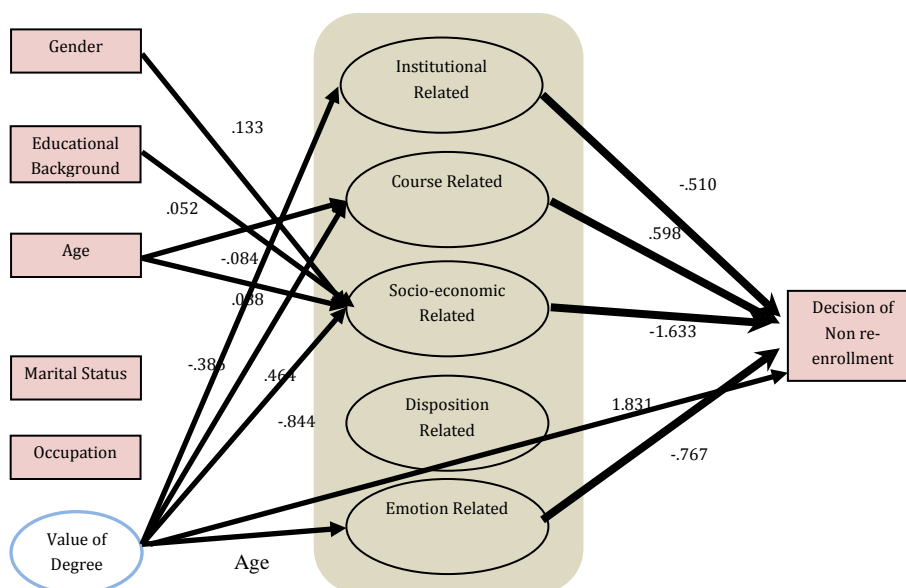 Gender
Educational
Background
Age
Marital Status
Occupation
Value of
Degree
.133
.052
-.084
.088
-.386
.464
-.844
Age
Institutional
Related
Course Related
Socio-economic
Related
Disposition
Related
Emotion Related
-.510
.598
-1.633
1.831
-.767
Decision of
Non re-
enrollment